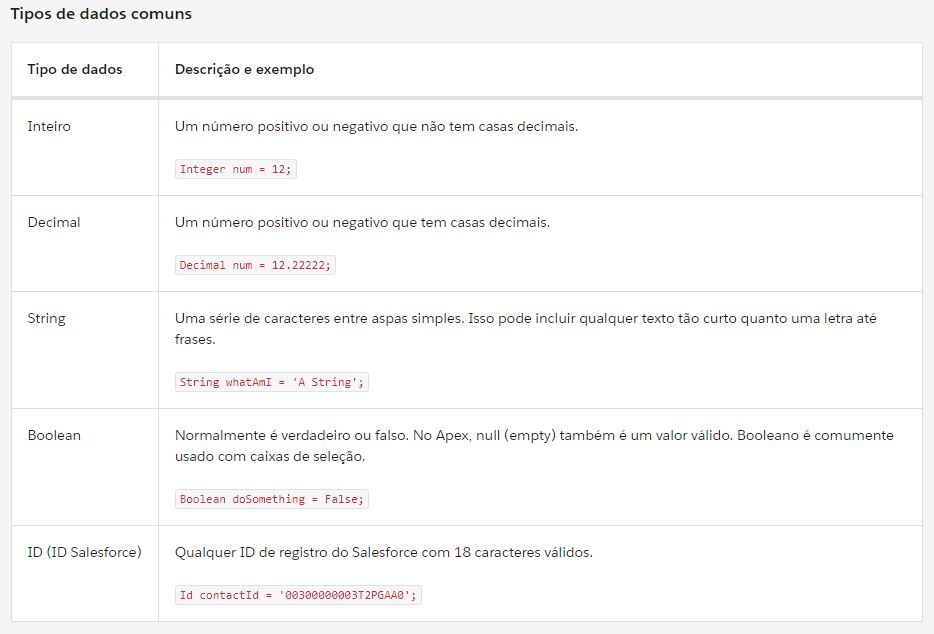 Tipos de dados comuns
Tipo de dados
Descrição e exemplo
Inteiro
Um número positivo ou negativo que não tem casas decimais.
Integer num = 12;
Decimal
Um número positivo ou negativo que tem casas decimais.
Decimal num = 12.22222;
String
Uma série de caracteres entre aspas simples. Isso pode incluir qualquer texto tão curto quanto uma letra até
frases.
String whatAmI = 'A String';
Boolean
Normalmente é verdadeiro ou falso. No Apex, null (empty) também é um valor válido. Booleano é comumente
usado com caixas de seleção.
Boolean doSomething = False;
ID (ID Salesforce)
Qualquer ID de registro do Salesforce com 18 caracteres válidos.
Id contactId = '00300000003T2PGAA0';